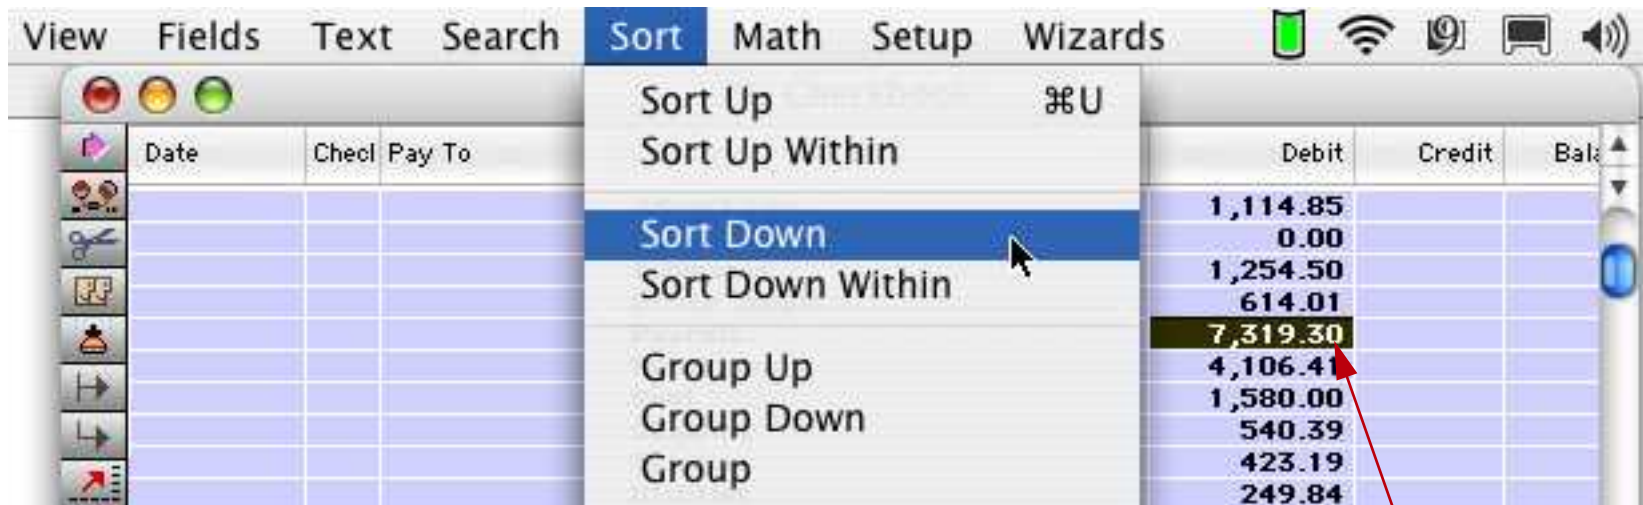 View Fields Text Search Sort Math Setup Wizards 9
Sort Up ⌘U
Sort Up Within
Sort Down
Sort Down Within
Group Up
Group Down
Group
Date Checl Pay To Debit Credit Bala
1,114.85
0.00
1,254.50
614.01
7,319.30
4,106.41
1,580.00
540.39
423.19
249.84